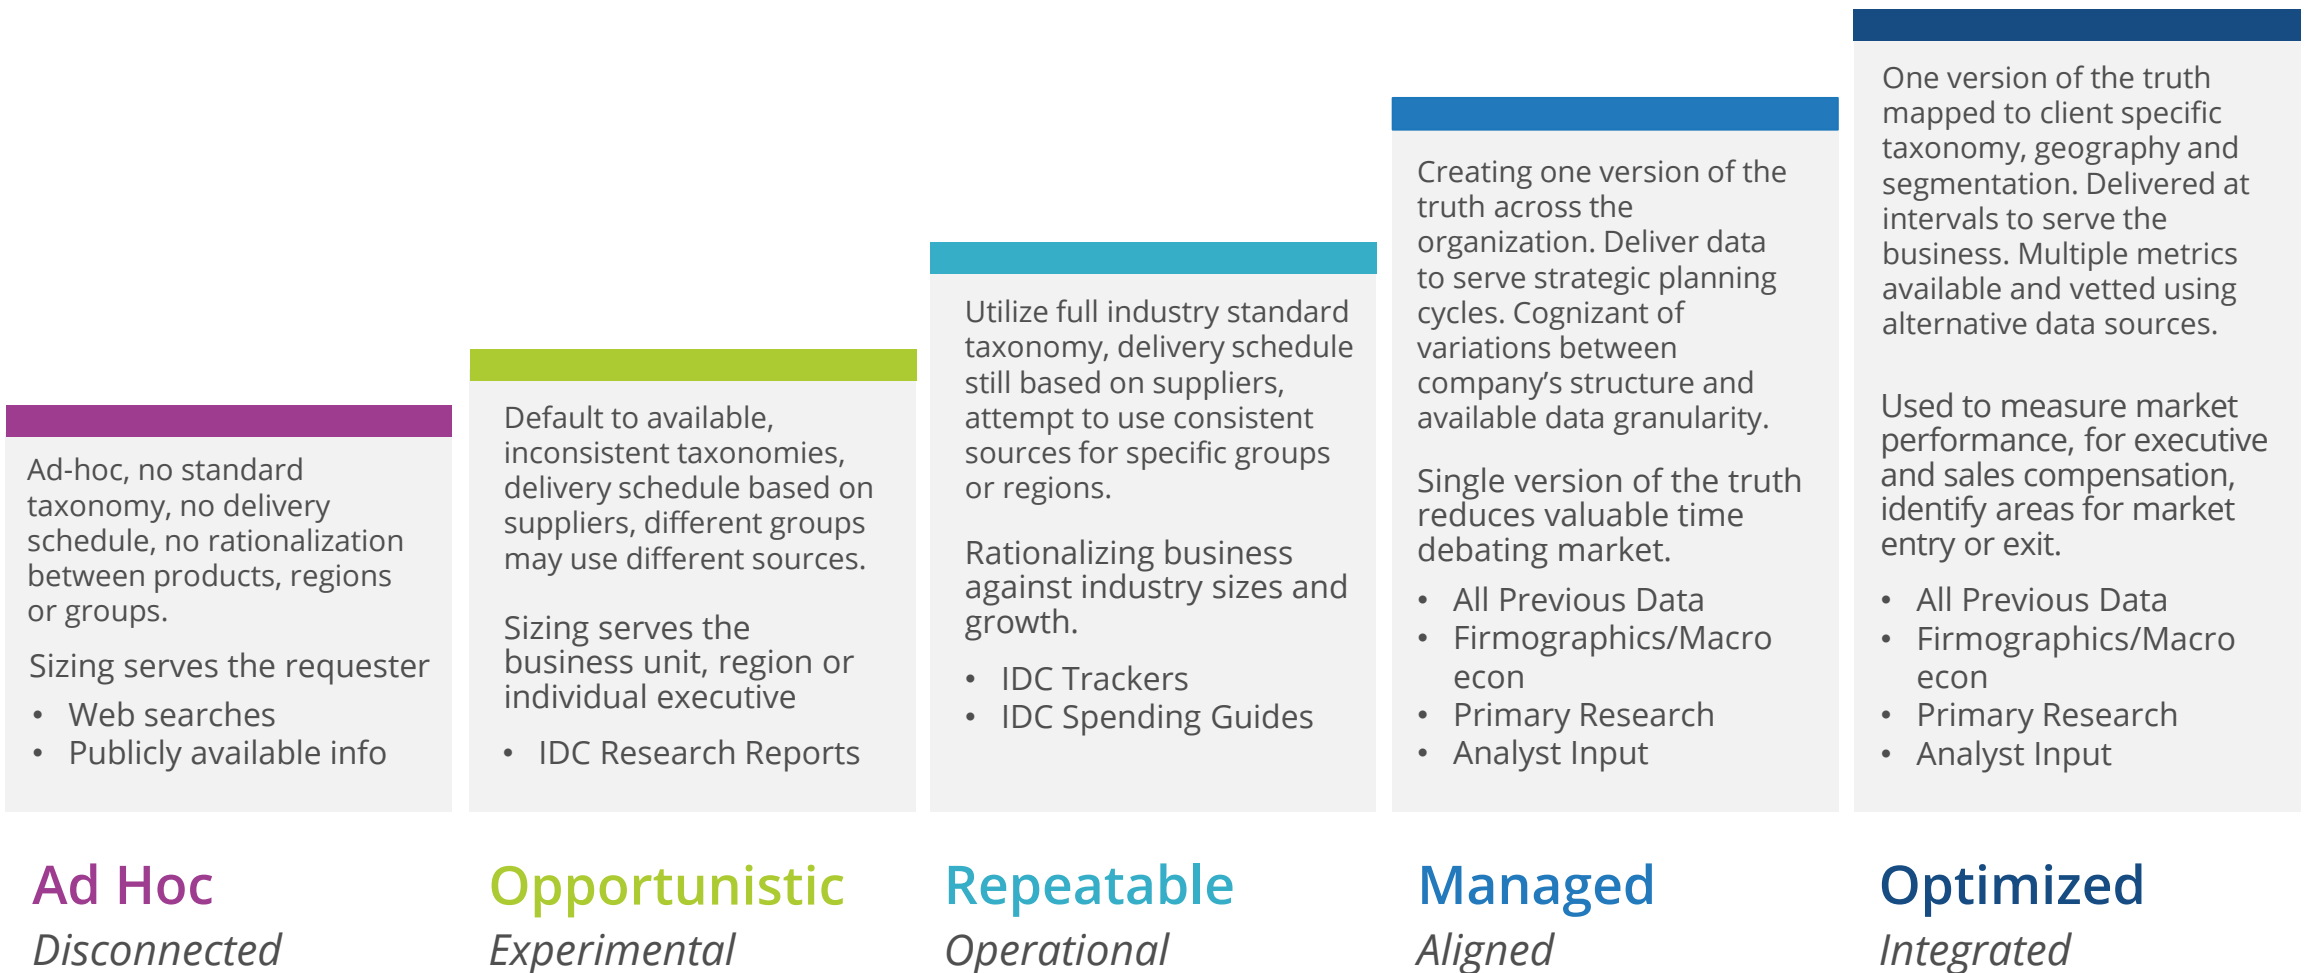 Ad-hoc, no standard
taxonomy, no delivery
schedule, no rationalization
between products, regions
or groups.
Sizing serves the requester
• Web searches
• Publicly available info
Ad Hoc
Disconnected
Default to available,
inconsistent taxonomies,
delivery schedule based on
suppliers, different groups
may use different sources.
Sizing serves the
business unit, region or
individual executive
• IDC Research Reports
Opportunistic
Experimental
Utilize full industry standard
taxonomy, delivery schedule
still based on suppliers,
attempt to use consistent
sources for specific groups
or regions.
Rationalizing business
against industry sizes and
growth.
• IDC Trackers
• IDC Spending Guides
Repeatable
Operational
Creating one version of the
truth across the
organization. Deliver data
to serve strategic planning
cycles. Cognizant of
variations between
company’s structure and
available data granularity.
Single version of the truth
reduces valuable time
debating market.
• All Previous Data
• Firmographics/Macro
econ
• Primary Research
• Analyst Input
Managed
Aligned
One version of the truth
mapped to client specific
taxonomy, geography and
segmentation. Delivered at
intervals to serve the
business. Multiple metrics
available and vetted using
alternative data sources.
Used to measure market
performance, for executive
and sales compensation,
identify areas for market
entry or exit.
• All Previous Data
• Firmographics/Macro
econ
• Primary Research
• Analyst Input
Optimized
Integrated